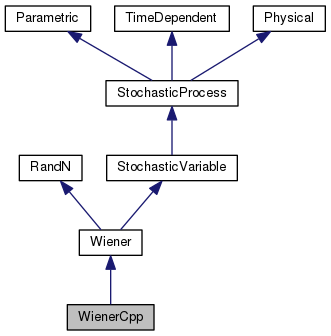 Parametric
TimeDependent
Physical
StochasticProcess
RandN
StochasticVariable
Wiener
WienerCpp